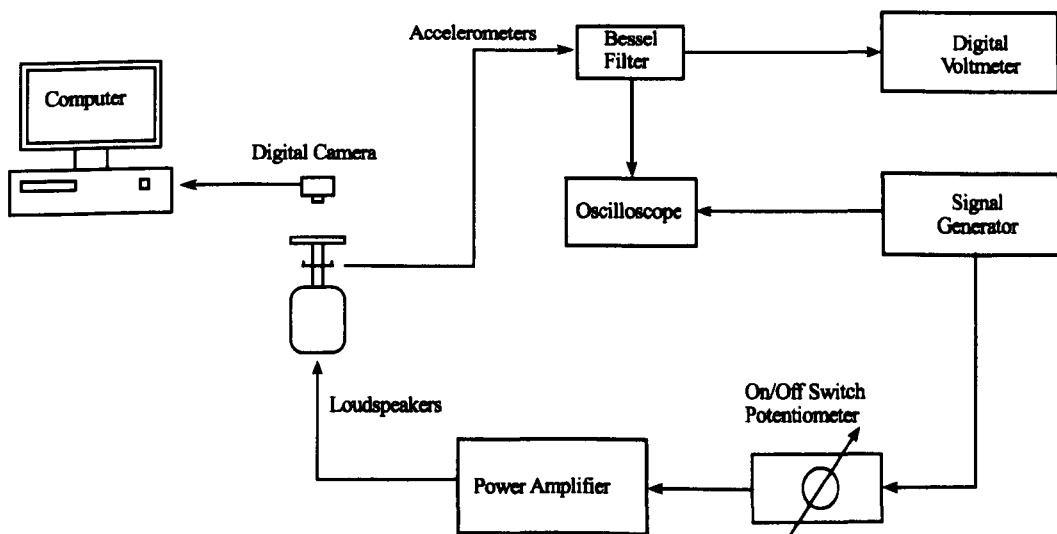 Accelerometers
Bessel
Filter
Digital
Voltmeter
Computer
Digital Camera
Oscilloscope
Signal
Generator
Loudspeakers
On/Off Switch
Potentiometer
Power Amplifier